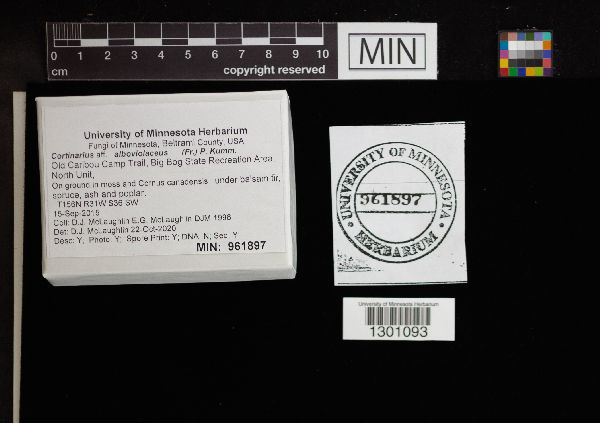 0 1 2 3 4 5 6 7 8 9 10
cm copyright reserved
MIN
University of Minnesota Herbarium
Fungi of Minnesota, Beltrami County, USA
Cortinarius aff. alboviolaceus (Fr.) P. Kumm.
Old Caribou Camp Trail, Big Bog State Recreation Area,
North Unit,
On ground in moss and Cornus canadensis under balsam fir,
spruce, ash and poplar.
T156N R31W S36 SW
15-Sep-2015
Coll: D.J. McLaughlin E.G. McLaughlin DJM 1998
Det: D.J. McLaughlin 22-Oct-2020
Desc: Y, Photo: Y; Spore Print: Y; DNA: N; Seq: Y
MIN: 961897
UNIVERSITY OF MINNESOTA
961897
HERBARIUM
University of Minnesota Herbarium
1301093